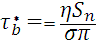 τ_b^* = = ηS_n / σπ